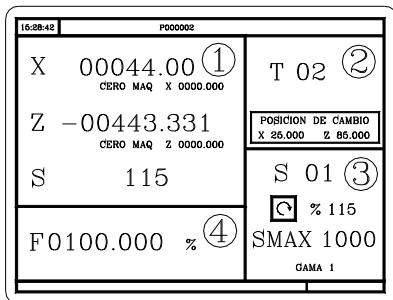 16:28:42 P000002
X 00044.00 1
CERO MAQ X 0000.000
Z -00443.331
CERO MAQ Z 0000.000
S 115
F0100.000 % 4
T 02 2
POSICION DE CAMBIO
X 25.000 Z 85.000
S 01 3
% 115
SMAX 1000
GAMA 1